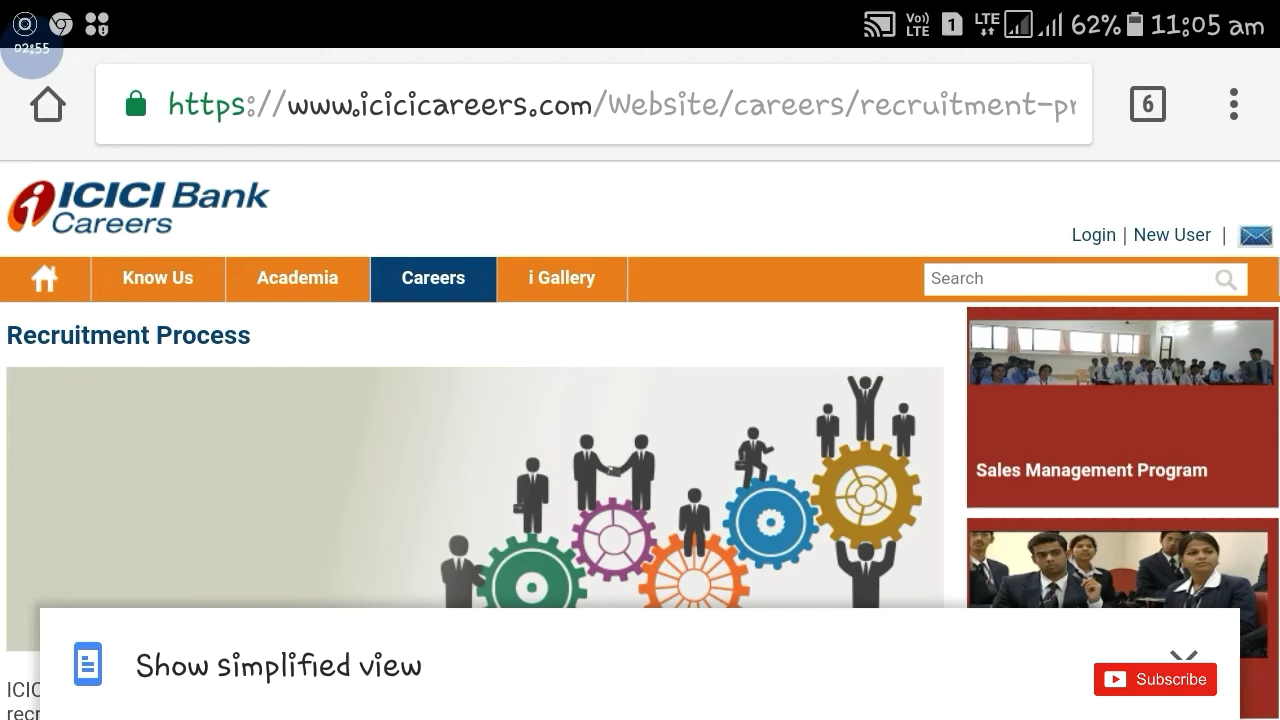 02:55
Vo) LTE 1 LTE 62% 11:05 am
https://www.icicicareers.com/Website/careers/recruitment-pr
6
i ICICI Bank
Careers
Login | New User |
Know Us Academia Careers i Gallery Search
Recruitment Process
Sales Management Program
Show simplified view
Subscribe
ICIC
recr